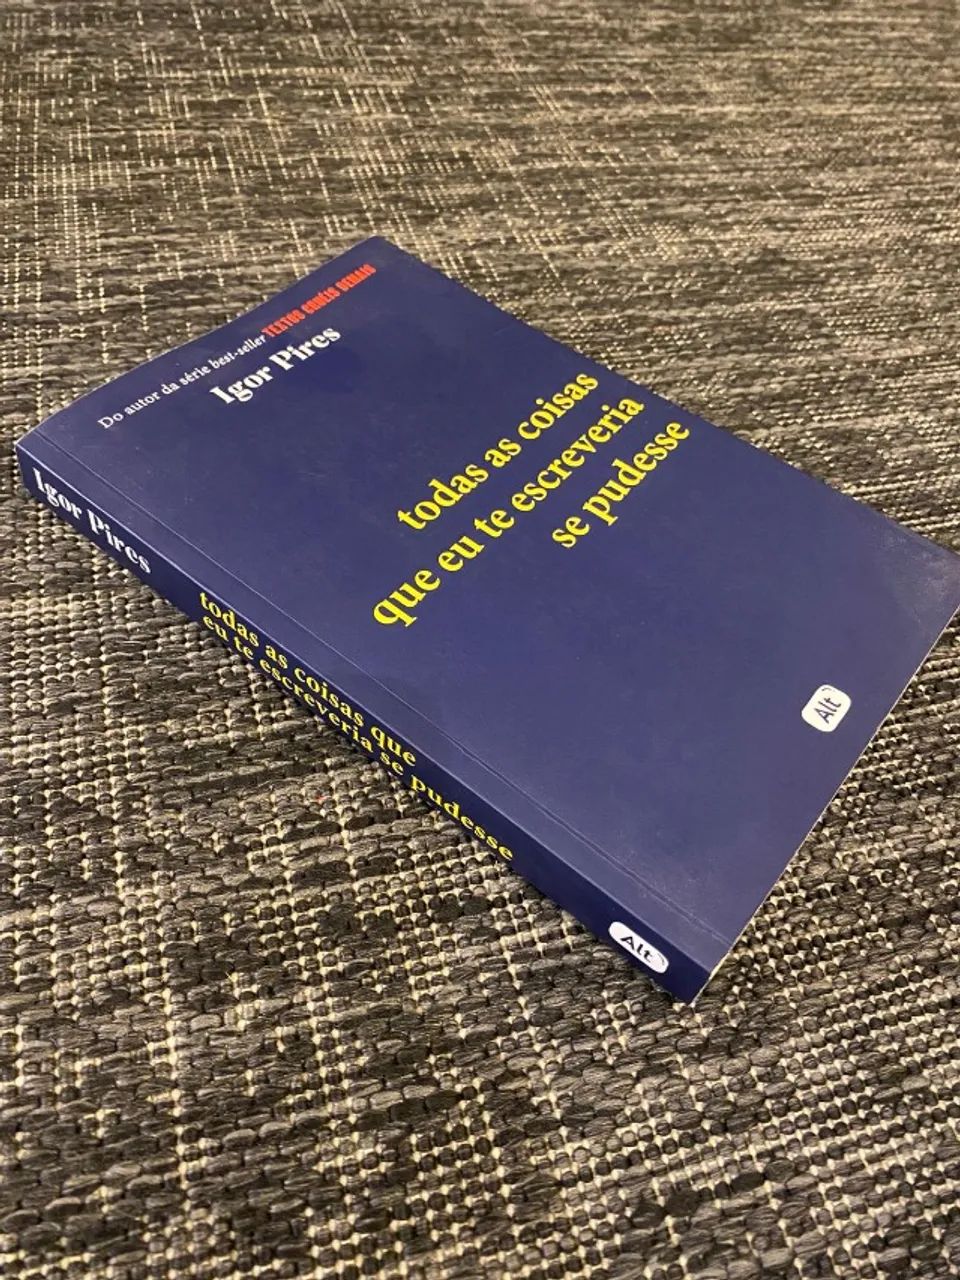 Do autor da série best-seller TEXTOS CRUÉIS DEMAIS
Igor Pires
todas as coisas
que eu te escreveria
se pudesse
Alt
Igor Pires
todas as coisas que
eu te escreveria se pudesse
Alt